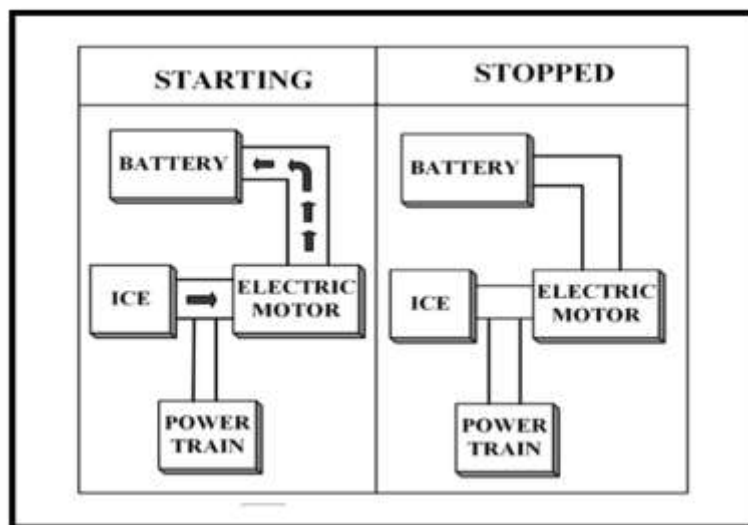 STARTING
STOPPED
BATTERY
ICE
ELECTRIC
MOTOR
POWER
TRAIN
BATTERY
ICE
ELECTRIC
MOTOR
POWER
TRAIN